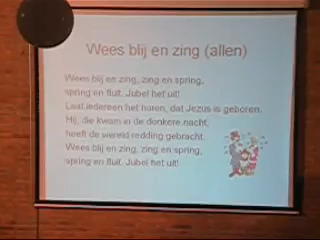 Wees blij en zing (allen)
Wees blij en zing, zing en spring,
spring en fluit. Jubel het uit!
Laat iedereen het horen, dat Jezus is geboren.
Hij, die kwam in de donkere nacht,
heeft de wereld redding gebracht.
Wees blij en zing, zing en spring,
spring en fluit. Jubel het uit!